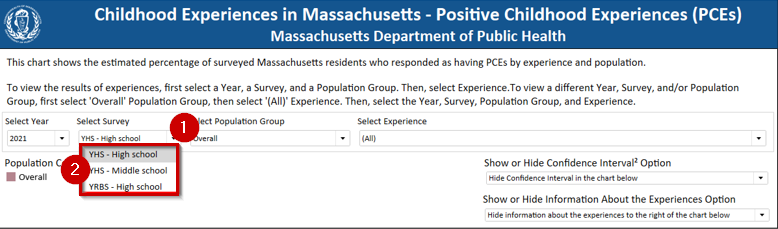 Childhood Experiences in Massachusetts - Positive Childhood Experiences (PCEs)
Massachusetts Department of Public Health
This chart shows the estimated percentage of surveyed Massachusetts residents who responded as having PCEs by experience and population.
To view the results of experiences, first select a Year, a Survey, and a Population Group. Then, select Experience.To view a different Year, Survey, and/or Population
Group, first select 'Overall' Population Group, then select '(All)' Experience. Then, select the Year, Survey, Population Group, and Experience.
Select Year Select Survey 1 elect Population Group Select Experience
2021 YHS - High school Overall (All)
YHS - High school
Population C 2 YHS - Middle school Show or Hide Confidence Interval² Option
Overall YRBS - High school Hide Confidence Interval in the chart below
Show or Hide Information About the Experiences Option
Hide information about the experiences to the right of the chart below